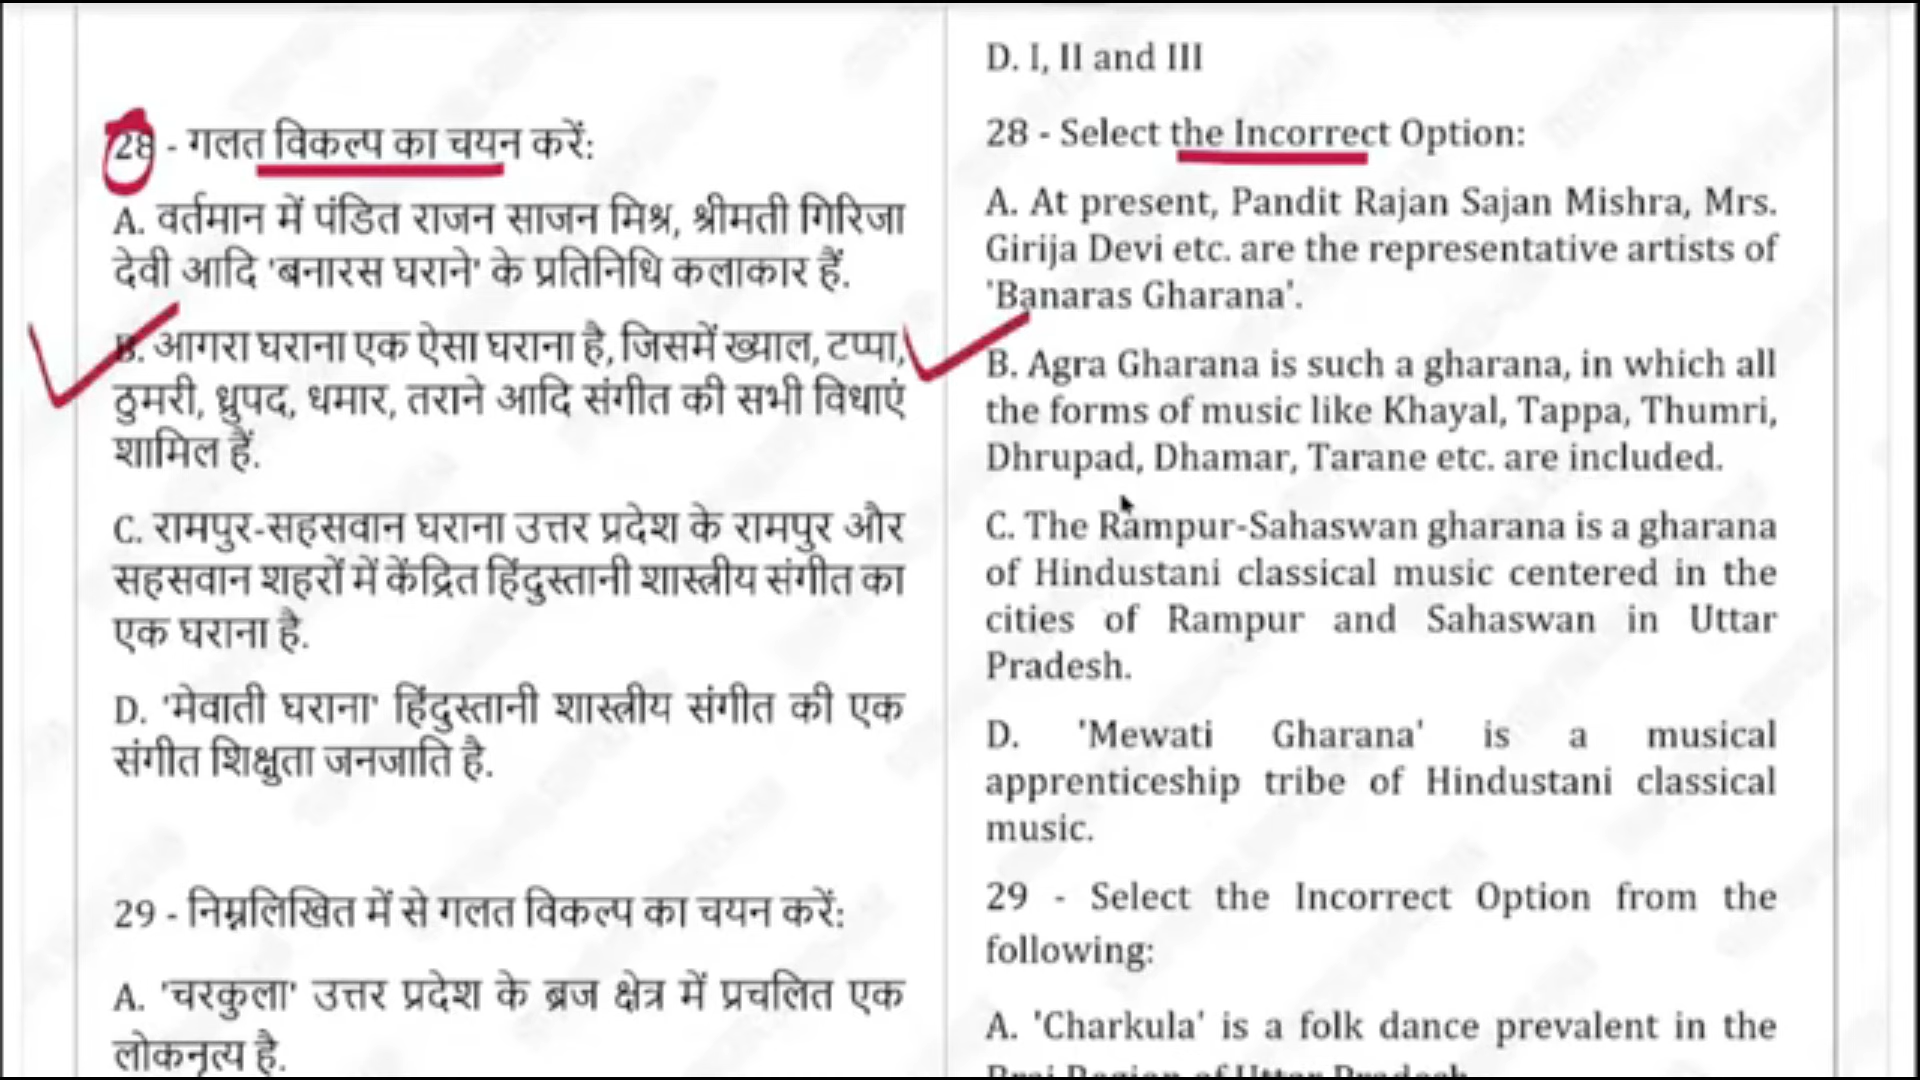 28 - गलत विकल्प का चयन करें:
A. वर्तमान में पंडित राजन साजन मिश्र, श्रीमती गिरिजा
देवी आदि 'बनारस घराने' के प्रतिनिधि कलाकार हैं.
B. आगरा घराना एक ऐसा घराना है, जिसमें ख्याल, टप्पा,
ठुमरी, ध्रुपद, धमार, तराने आदि संगीत की सभी विधाएं
शामिल हैं.
C. रामपुर-सहसवान घराना उत्तर प्रदेश के रामपुर और
सहसवान शहरों में केंद्रित हिंदुस्तानी शास्त्रीय संगीत का
एक घराना है.
D. 'मेवाती घराना' हिंदुस्तानी शास्त्रीय संगीत की एक
संगीत शिक्षुता जनजाति है.
29 - निम्नलिखित में से गलत विकल्प का चयन करें:
A. 'चरकुला' उत्तर प्रदेश के ब्रज क्षेत्र में प्रचलित एक
लोकनृत्य है.
D. I, II and III
28 - Select the Incorrect Option:
A. At present, Pandit Rajan Sajan Mishra, Mrs.
Girija Devi etc. are the representative artists of
'Banaras Gharana'.
B. Agra Gharana is such a gharana, in which all
the forms of music like Khayal, Tappa, Thumri,
Dhrupad, Dhamar, Tarane etc. are included.
C. The Rampur-Sahaswan gharana is a gharana
of Hindustani classical music centered in the
cities of Rampur and Sahaswan in Uttar
Pradesh.
D. 'Mewati Gharana' is a musical
apprenticeship tribe of Hindustani classical
music.
29 - Select the Incorrect Option from the
following:
A. 'Charkula' is a folk dance prevalent in the
Braj Region of Uttar Pradesh